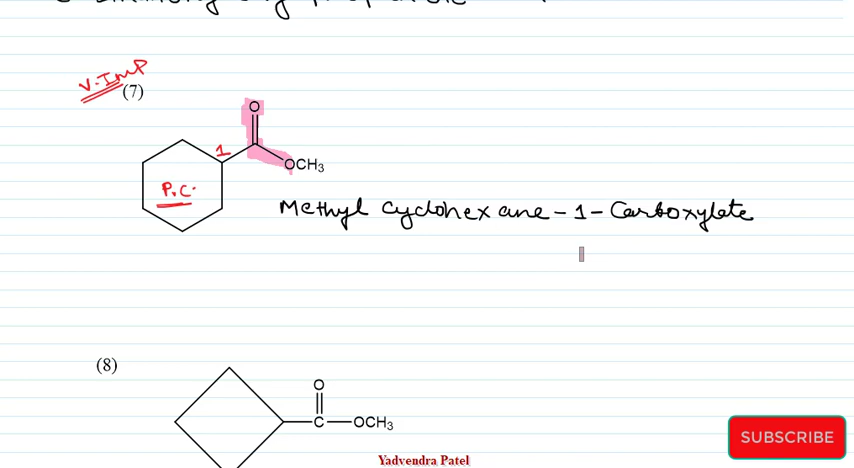 V. Imp
(7)
O
1
OCH3
P.C.
Methyl cyclohexane-1-Carboxylate
(8)
O
C OCH3
SUBSCRIBE
Yadvendra Patel